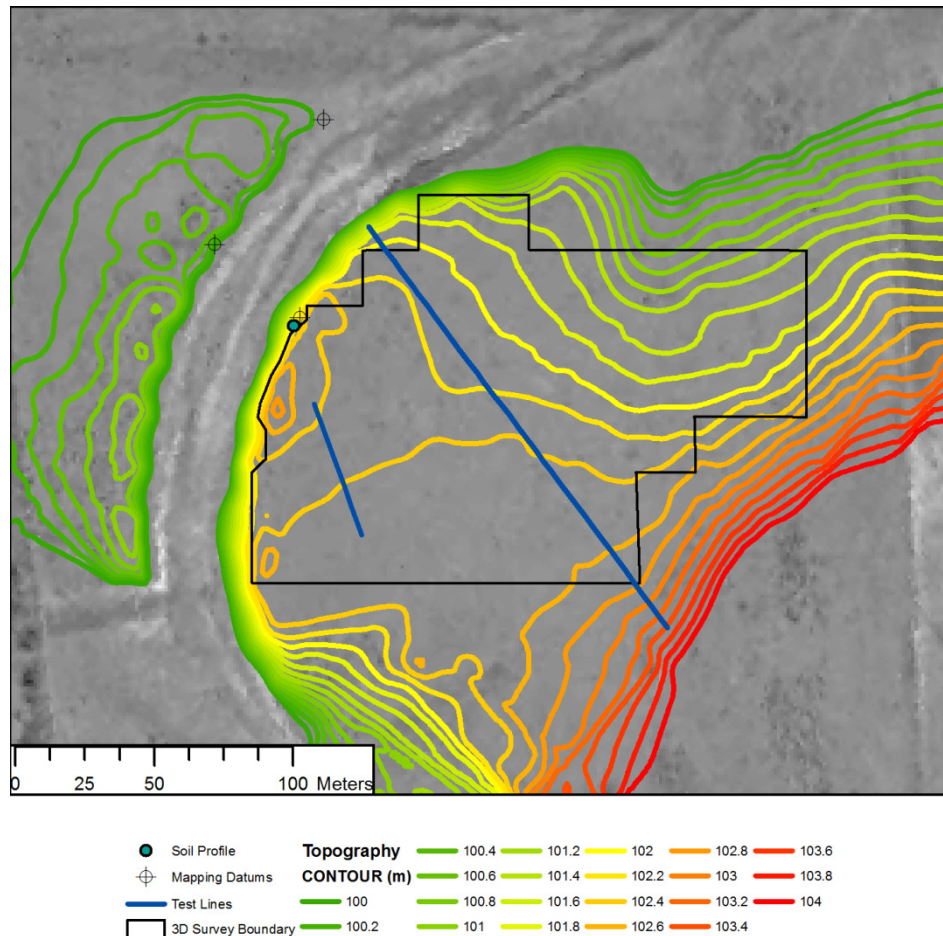 0 25 50 100 Meters
Soil Profile Topography 100.4 101.2 102 102.8 103.6
Mapping Datums CONTOUR (m) 100.6 101.4 102.2 103 103.8
Test Lines 100 100.8 101.6 102.4 103.2 104
3D Survey Boundary 100.2 101 101.8 102.6 103.4